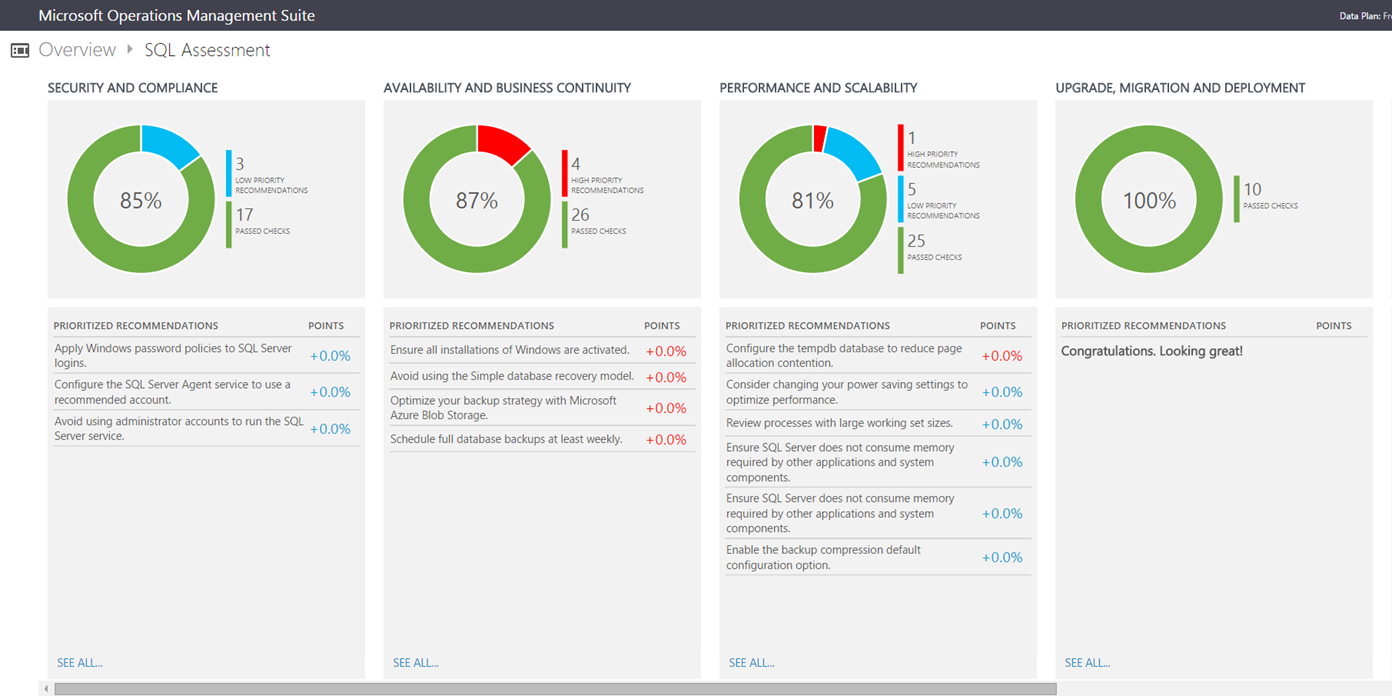 Microsoft Operations Management Suite
Data Plan: Fr
Overview SQL Assessment
SECURITY AND COMPLIANCE
85%
3
LOW PRIORITY
RECOMMENDATIONS
17
PASSED CHECKS
PRIORITIZED RECOMMENDATIONS POINTS
Apply Windows password policies to SQL Server
logins.
+0.0%
Configure the SQL Server Agent service to use a
recommended account.
+0.0%
Avoid using administrator accounts to run the SQL
Server service.
+0.0%
SEE ALL...
AVAILABILITY AND BUSINESS CONTINUITY
87%
4
HIGH PRIORITY
RECOMMENDATIONS
26
PASSED CHECKS
PRIORITIZED RECOMMENDATIONS POINTS
Ensure all installations of Windows are activated. +0.0%
Avoid using the Simple database recovery model. +0.0%
Optimize your backup strategy with Microsoft
Azure Blob Storage.
+0.0%
Schedule full database backups at least weekly. +0.0%
SEE ALL...
PERFORMANCE AND SCALABILITY
81%
1
HIGH PRIORITY
RECOMMENDATIONS
5
LOW PRIORITY
RECOMMENDATIONS
25
PASSED CHECKS
PRIORITIZED RECOMMENDATIONS POINTS
Configure the tempdb database to reduce page
allocation contention.
+0.0%
Consider changing your power saving settings to
optimize performance.
+0.0%
Review processes with large working set sizes. +0.0%
Ensure SQL Server does not consume memory
required by other applications and system
components.
+0.0%
Ensure SQL Server does not consume memory
required by other applications and system
components.
+0.0%
Enable the backup compression default
configuration option.
+0.0%
SEE ALL...
UPGRADE, MIGRATION AND DEPLOYMENT
100%
10
PASSED CHECKS
PRIORITIZED RECOMMENDATIONS POINTS
Congratulations. Looking great!
SEE ALL...